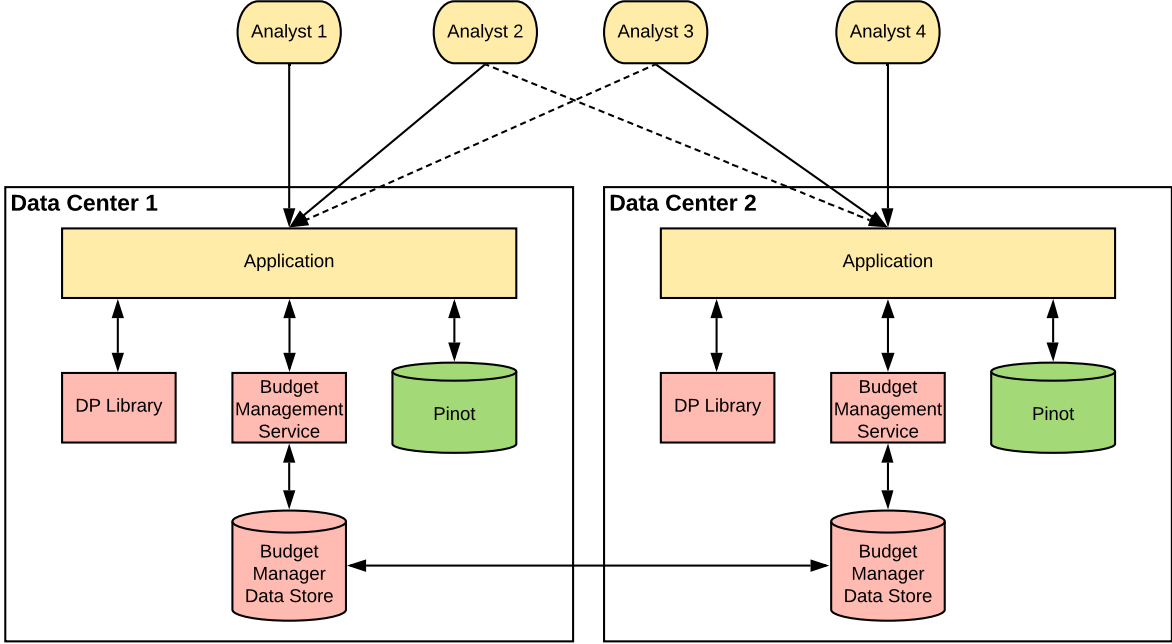 Analyst 1
Analyst 2
Analyst 3
Analyst 4
Data Center 1
Application
DP Library
Budget
Management
Service
Pinot
Budget
Manager
Data Store
Data Center 2
Application
DP Library
Budget
Management
Service
Pinot
Budget
Manager
Data Store